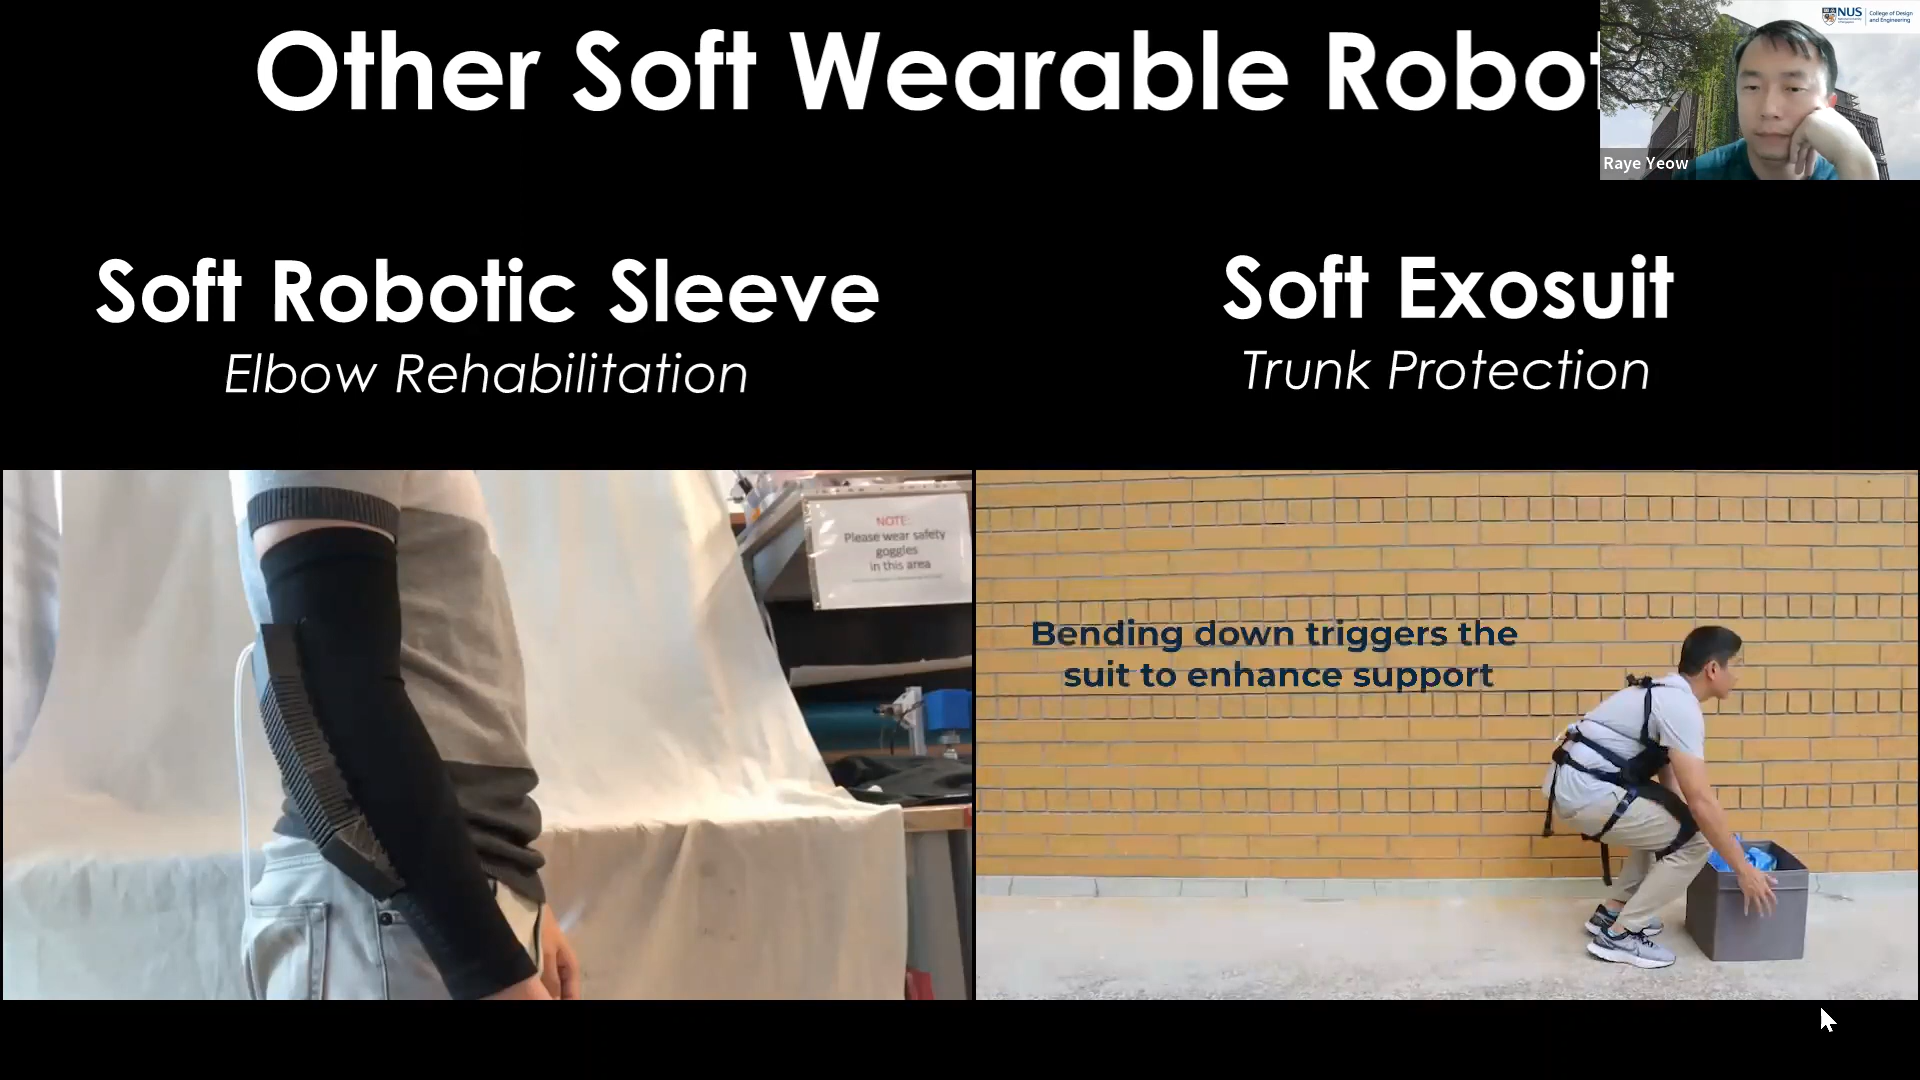 Other Soft Wearable Robot
NUS
College of Design
and Engineering
Raye Yeow
Soft Robotic Sleeve
Elbow Rehabilitation
Soft Exosuit
Trunk Protection
NOTE:
Please wear safety
goggles
in this area
Bending down triggers the
suit to enhance support